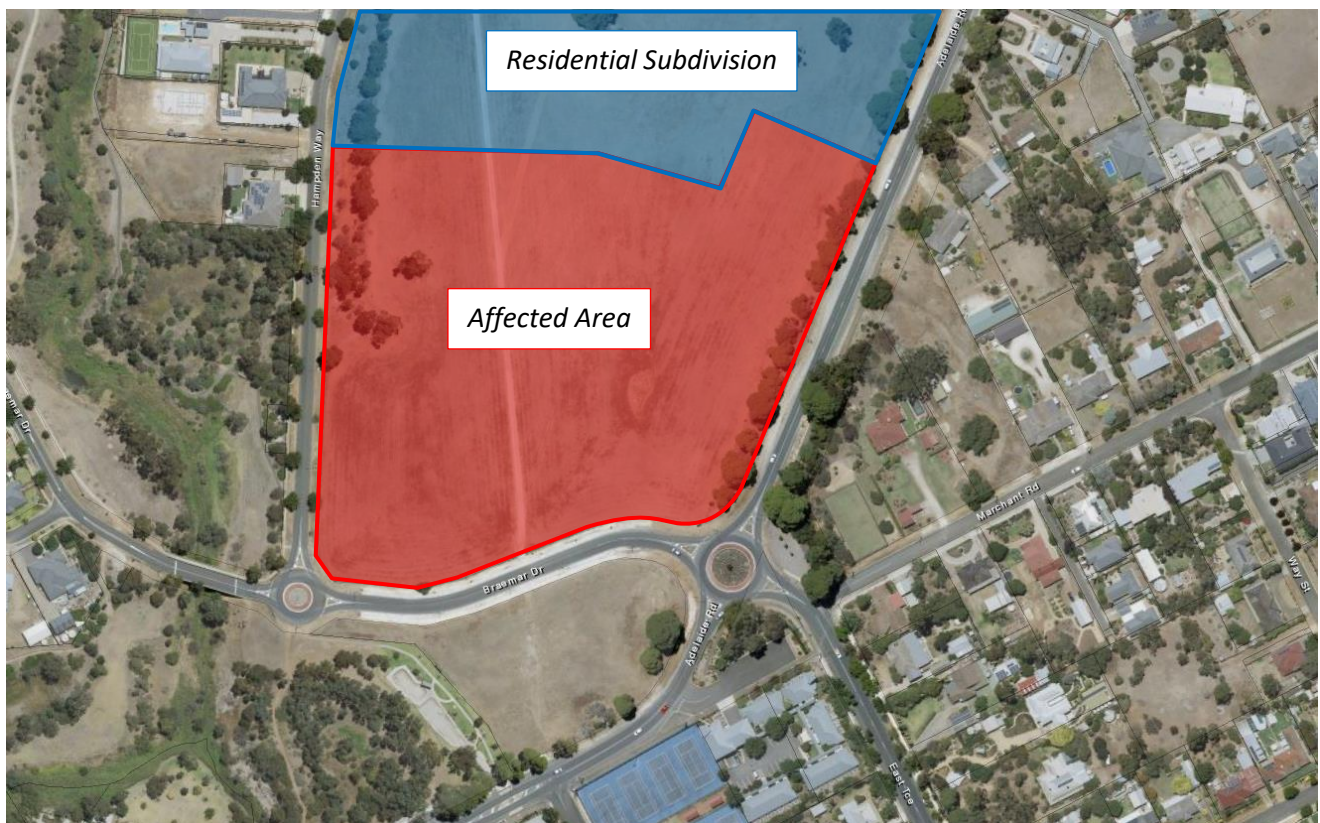 Adelaide Rd
Residential Subdivision
Hampden Way
Affected Area
Marchant Rd
Braemar Dr
Way St
Adelaide Rd
East Tce